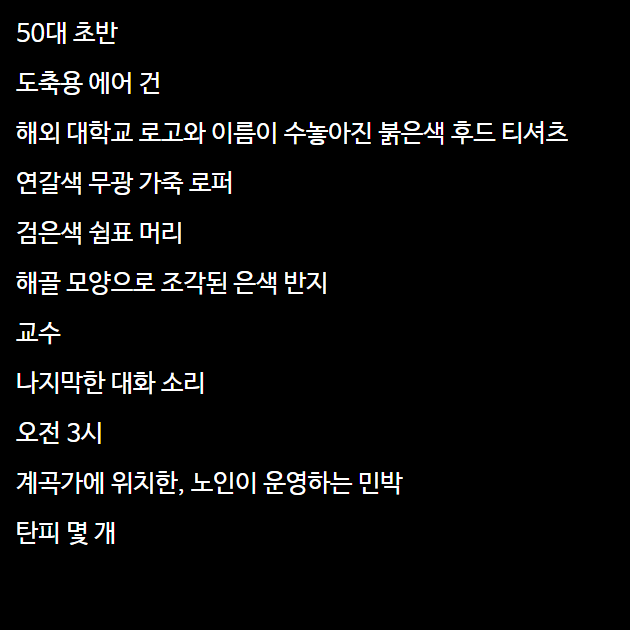 50대 초반
도축용 에어 건
해외 대학교 로고와 이름이 수놓아진 붉은색 후드 티셔츠
연갈색 무광 가죽 로퍼
검은색 쉼표 머리
해골 모양으로 조각된 은색 반지
교수
나지막한 대화 소리
오전 3시
계곡가에 위치한, 노인이 운영하는 민박
탄피 몇 개